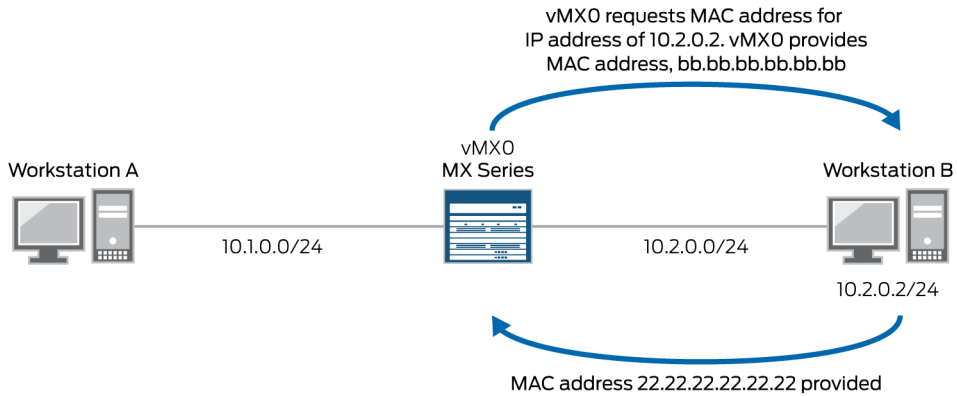 vMX0 requests MAC address for
IP address of 10.2.0.2. vMX0 provides
MAC address, bb.bb.bb.bb.bb.bb
vMX0
Workstation A
MX Series
Workstation B
10.1.0.0/24
10.2.0.0/24
10.2.0.2/24
MAC address 22.22.22.22.22.22 provided